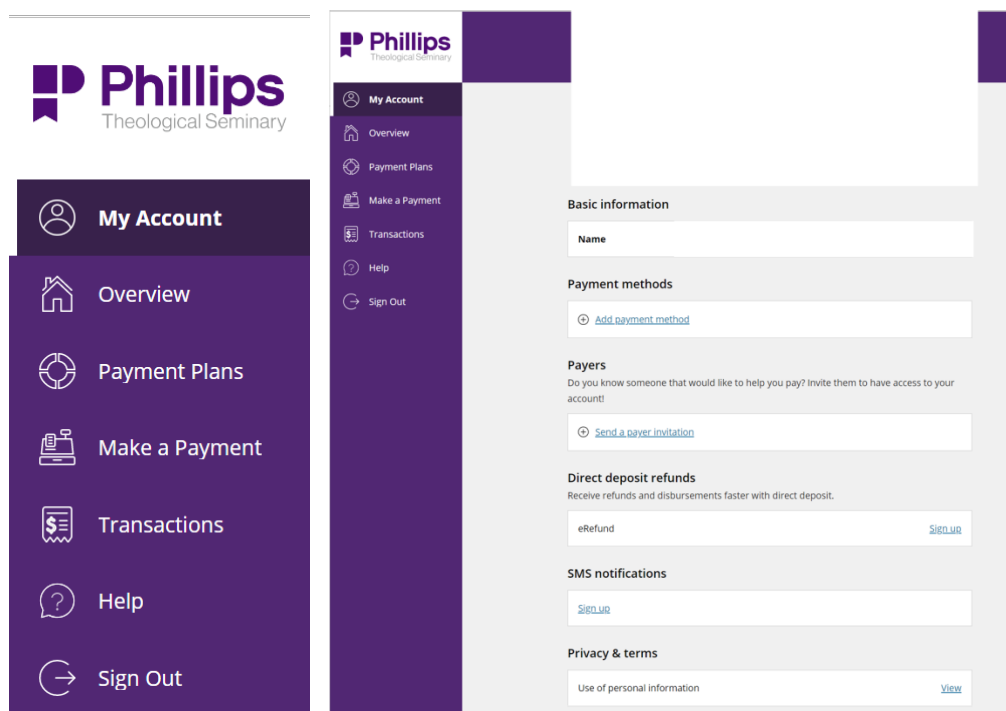 Phillips
Theological Seminary
My Account
Overview
Payment Plans
Make a Payment
Transactions
Help
Sign Out
Phillips
Theological Seminary
My Account
Overview
Payment Plans
Make a Payment
Transactions
Help
Sign Out
Basic information
Name
Payment methods
Add payment method
Payers
Do you know someone that would like to help you pay? Invite them to have access to your
account!
Send a payer invitation
Direct deposit refunds
Receive refunds and disbursements faster with direct deposit.
eRefund Sign up
SMS notifications
Sign up
Privacy & terms
Use of personal information View